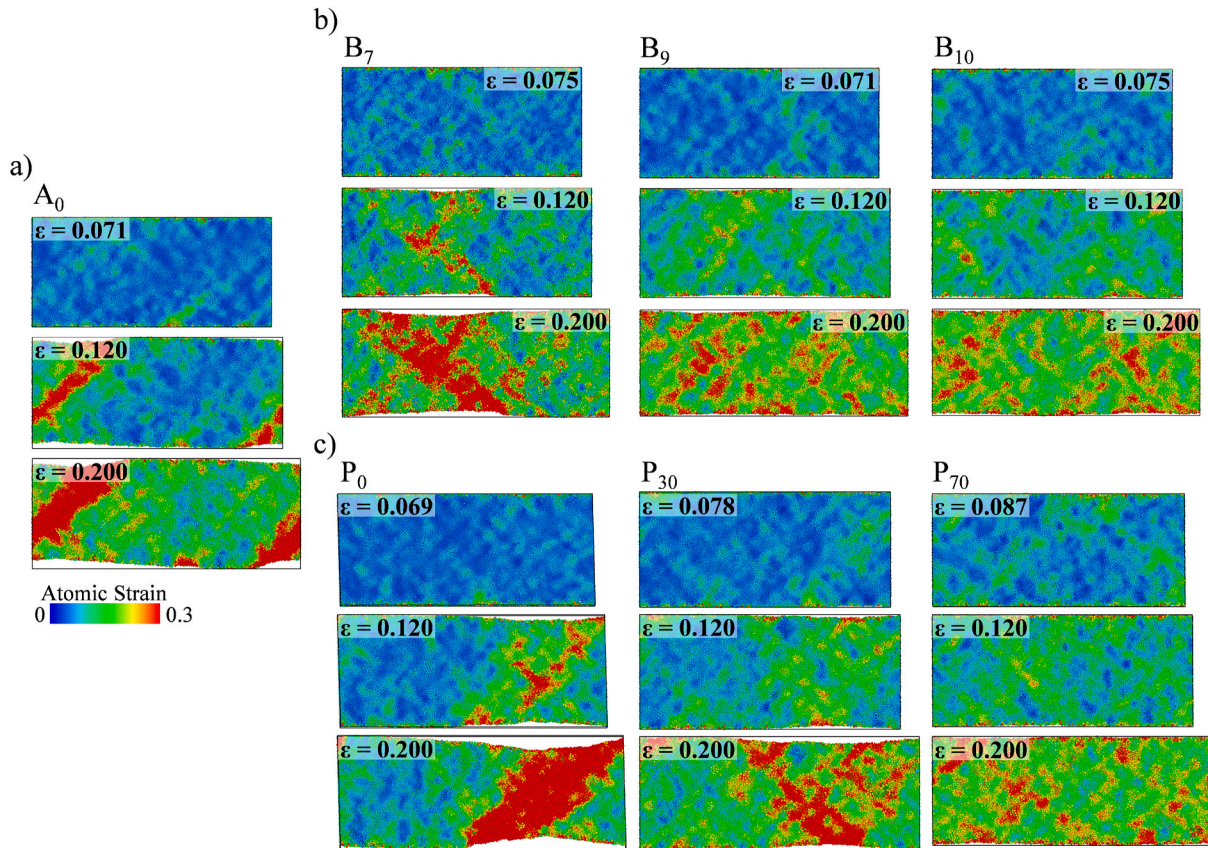 a)
A0
ε = 0.071
ε = 0.120
ε = 0.200
Atomic Strain
0 0.3
b)
B7 B9 B10
ε = 0.075 ε = 0.071 ε = 0.075
ε = 0.120 ε = 0.120 ε = 0.120
ε = 0.200 ε = 0.200 ε = 0.200
c)
P0 P30 P70
ε = 0.069 ε = 0.078 ε = 0.087
ε = 0.120 ε = 0.120 ε = 0.120
ε = 0.200 ε = 0.200 ε = 0.200